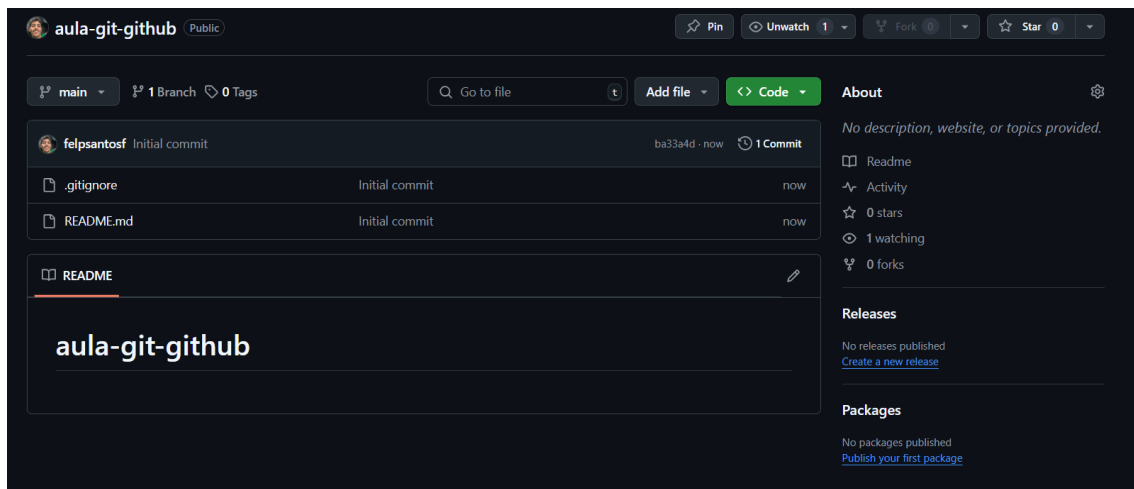 aula-git-github Public
Pin Unwatch 1 Fork 0 Star 0
main 1 Branch 0 Tags Go to file t Add file <> Code
felpsantosf Initial commit ba33a4d · now 1 Commit
.gitignore Initial commit now
README.md Initial commit now
README
aula-git-github
About
No description, website, or topics provided.
Readme
Activity
0 stars
1 watching
0 forks
Releases
No releases published
Create a new release
Packages
No packages published
Publish your first package